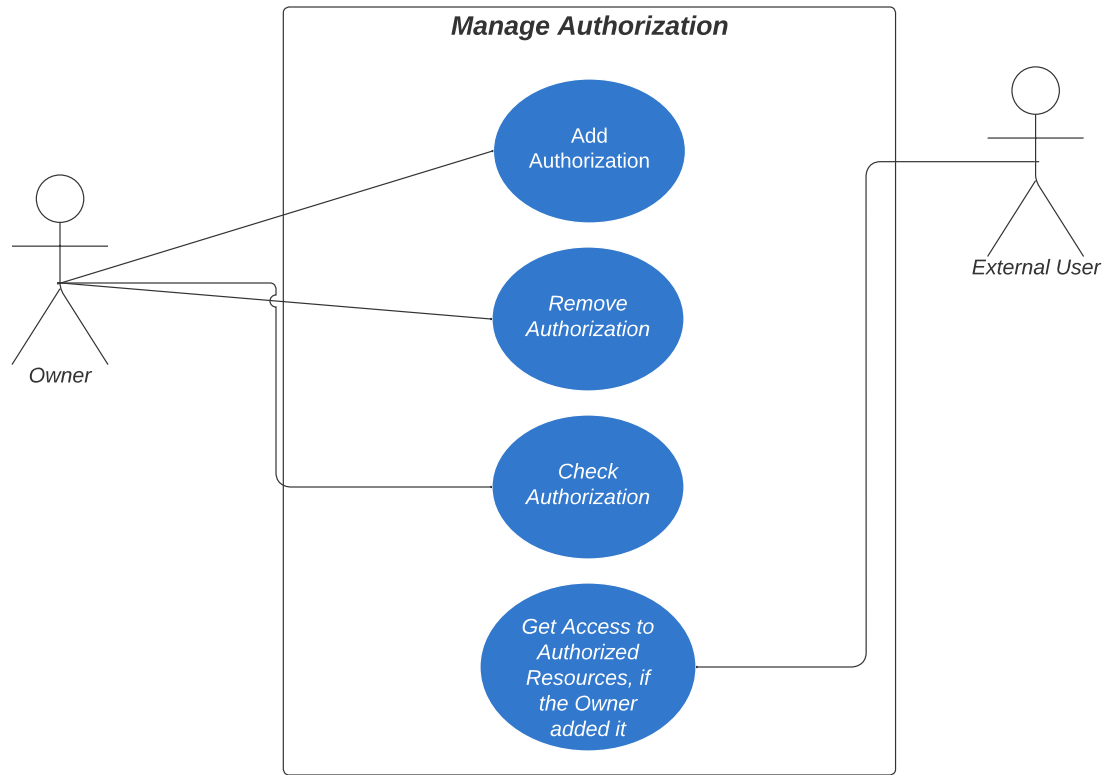 Manage Authorization
Add
Authorization
Remove
Authorization
Check
Authorization
Get Access to
Authorized
Resources, if
the Owner
added it
Owner
External User